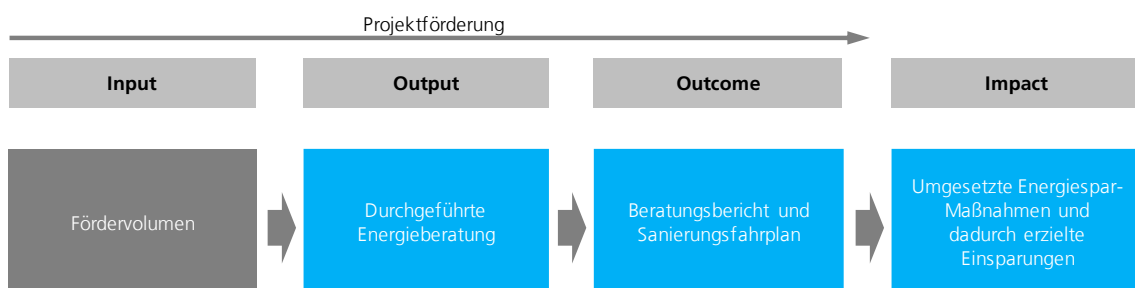 Projektförderung
Input
Output
Outcome
Impact
Fördervolumen
Durchgeführte
Energieberatung
Beratungsbericht und
Sanierungsfahrplan
Umgesetzte Energiespar-
Maßnahmen und
dadurch erzielte
Einsparungen